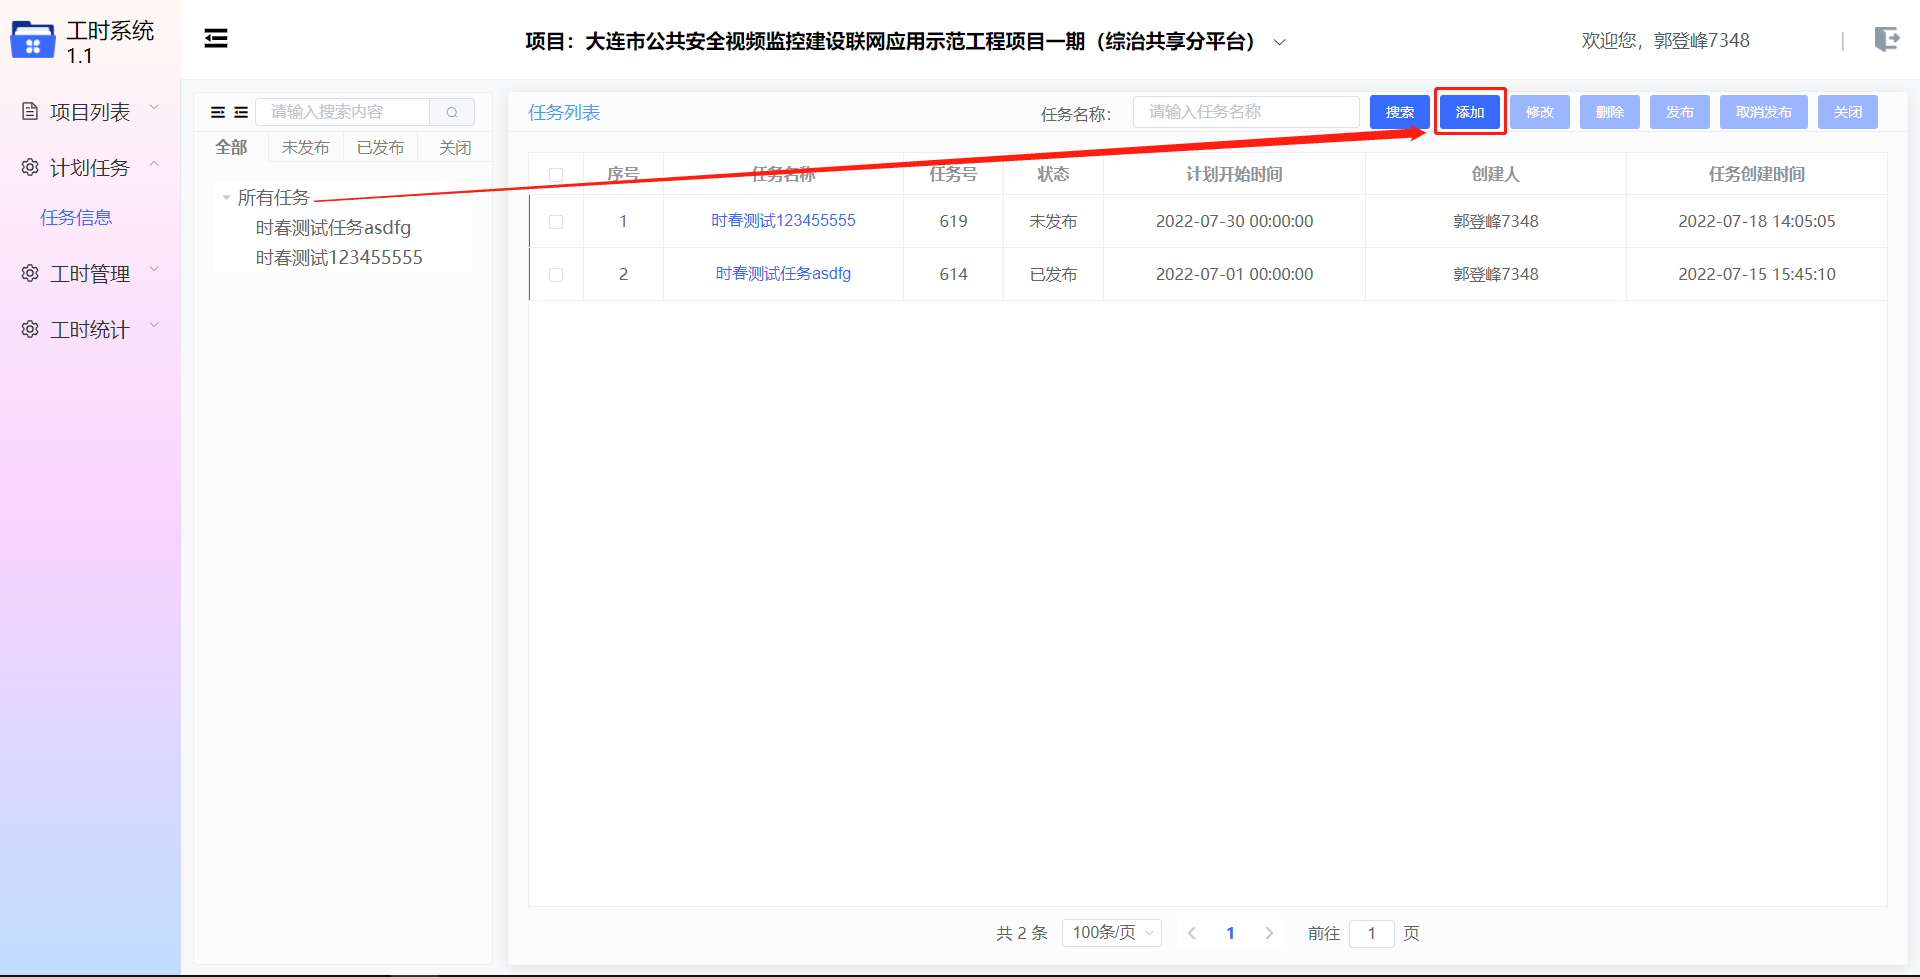 工时系统
1.1
项目：大连市公共安全视频监控建设联网应用示范工程项目一期（综治共享分平台）
欢迎您，郭登峰7348
项目列表
计划任务
任务信息
工时管理
工时统计
请输入搜索内容
全部 未发布 已发布 关闭
所有任务
时春测试任务asdfg
时春测试123455555
任务列表
任务名称： 请输入任务名称 搜索 添加 修改 删除 发布 取消发布 关闭
序号 任务名称 任务号 状态 计划开始时间 创建人 任务创建时间
1 时春测试123455555 619 未发布 2022-07-30 00:00:00 郭登峰7348 2022-07-18 14:05:05
2 时春测试任务asdfg 614 已发布 2022-07-01 00:00:00 郭登峰7348 2022-07-15 15:45:10
共 2 条 100条/页 1 前往 1 页